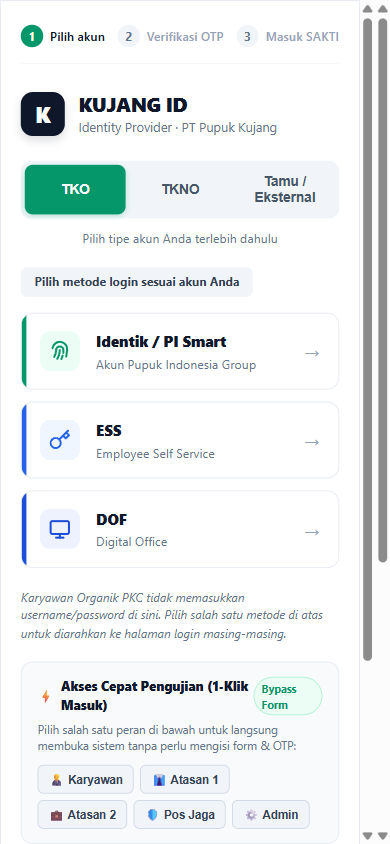 1 Pilih akun 2 Verifikasi OTP 3 Masuk SAKTI
K KUJANG ID
Identity Provider · PT Pupuk Kujang
TKO TKNO Tamu /
Eksternal
Pilih tipe akun Anda terlebih dahulu
Pilih metode login sesuai akun Anda
Identik / PI Smart
Akun Pupuk Indonesia Group →
ESS
Employee Self Service →
DOF
Digital Office →
Karyawan Organik PKC tidak memasukkan
username/password di sini. Pilih salah satu metode di atas
untuk diarahkan ke halaman login masing-masing.
Akses Cepat Pengujian (1-Klik
Masuk)
Bypass
Form
Pilih salah satu peran di bawah untuk langsung
membuka sistem tanpa perlu mengisi form & OTP:
Karyawan Atasan 1
Atasan 2 Pos Jaga Admin